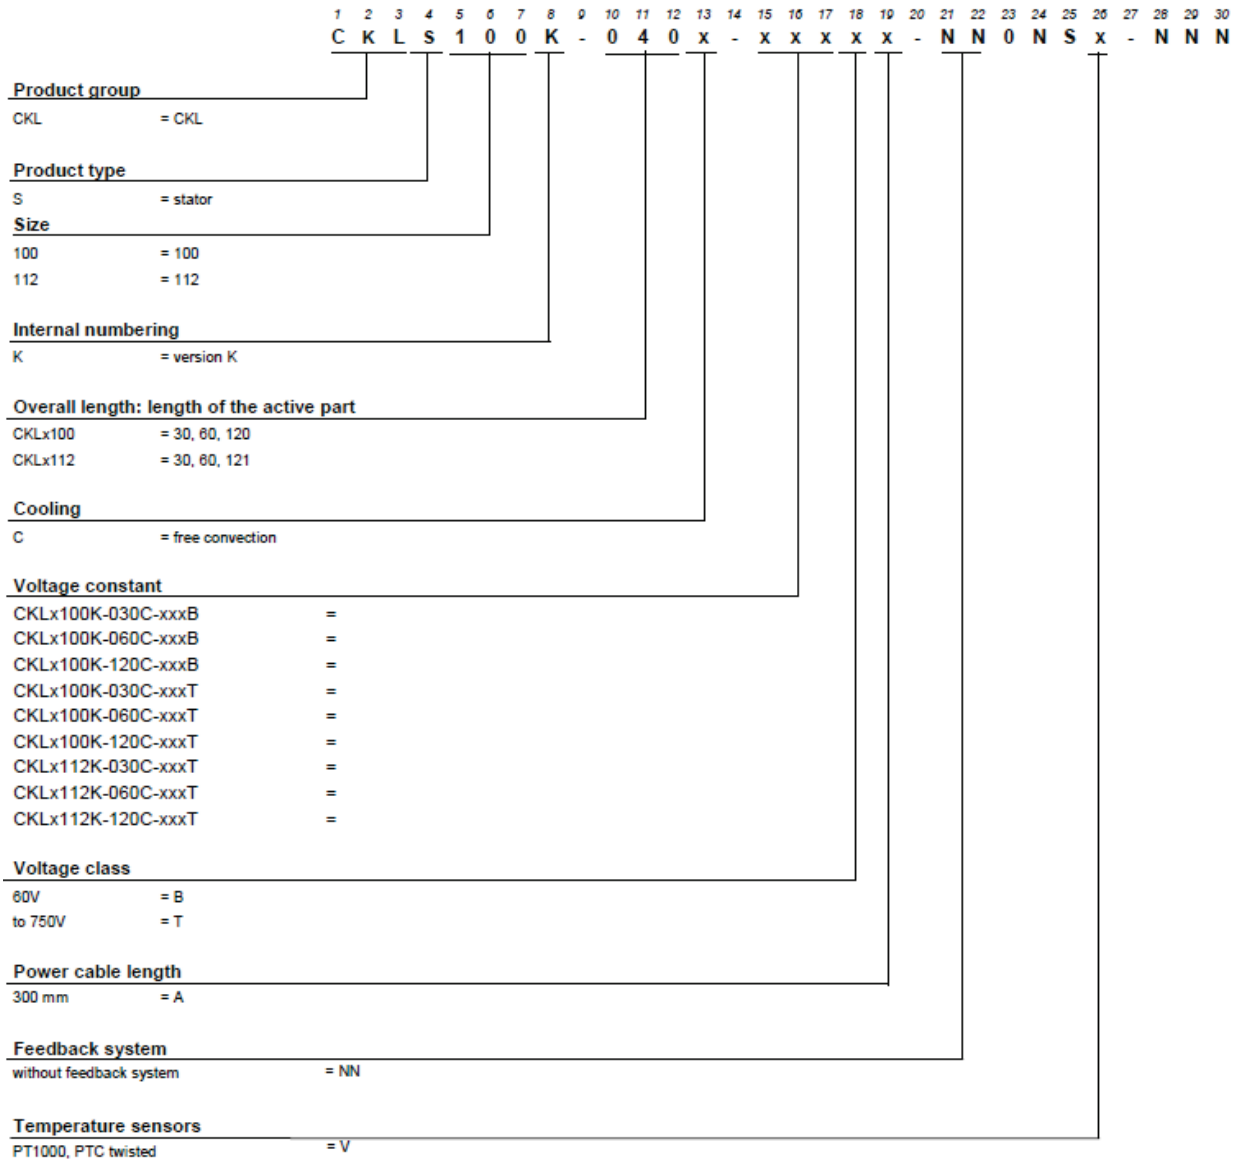 1 2 3 4 5 6 7 8 9 10 11 12 13 14 15 16 17 18 19 20 21 22 23 24 25 26 27 28 29 30
C K L S 1 0 0 K - 0 4 0 x - x x x x x - N N 0 N S x - N N N
Product group
CKL = CKL
Product type
S = stator
Size
100 = 100
112 = 112
Internal numbering
K = version K
Overall length: length of the active part
CKLx100 = 30, 60, 120
CKLx112 = 30, 60, 121
Cooling
C = free convection
Voltage constant
CKLx100K-030C-xxxB =
CKLx100K-060C-xxxB =
CKLx100K-120C-xxxB =
CKLx100K-030C-xxxT =
CKLx100K-060C-xxxT =
CKLx100K-120C-xxxT =
CKLx112K-030C-xxxT =
CKLx112K-060C-xxxT =
CKLx112K-120C-xxxT =
Voltage class
60V = B
to 750V = T
Power cable length
300 mm = A
Feedback system
without feedback system = NN
Temperature sensors
PT1000, PTC twisted = V